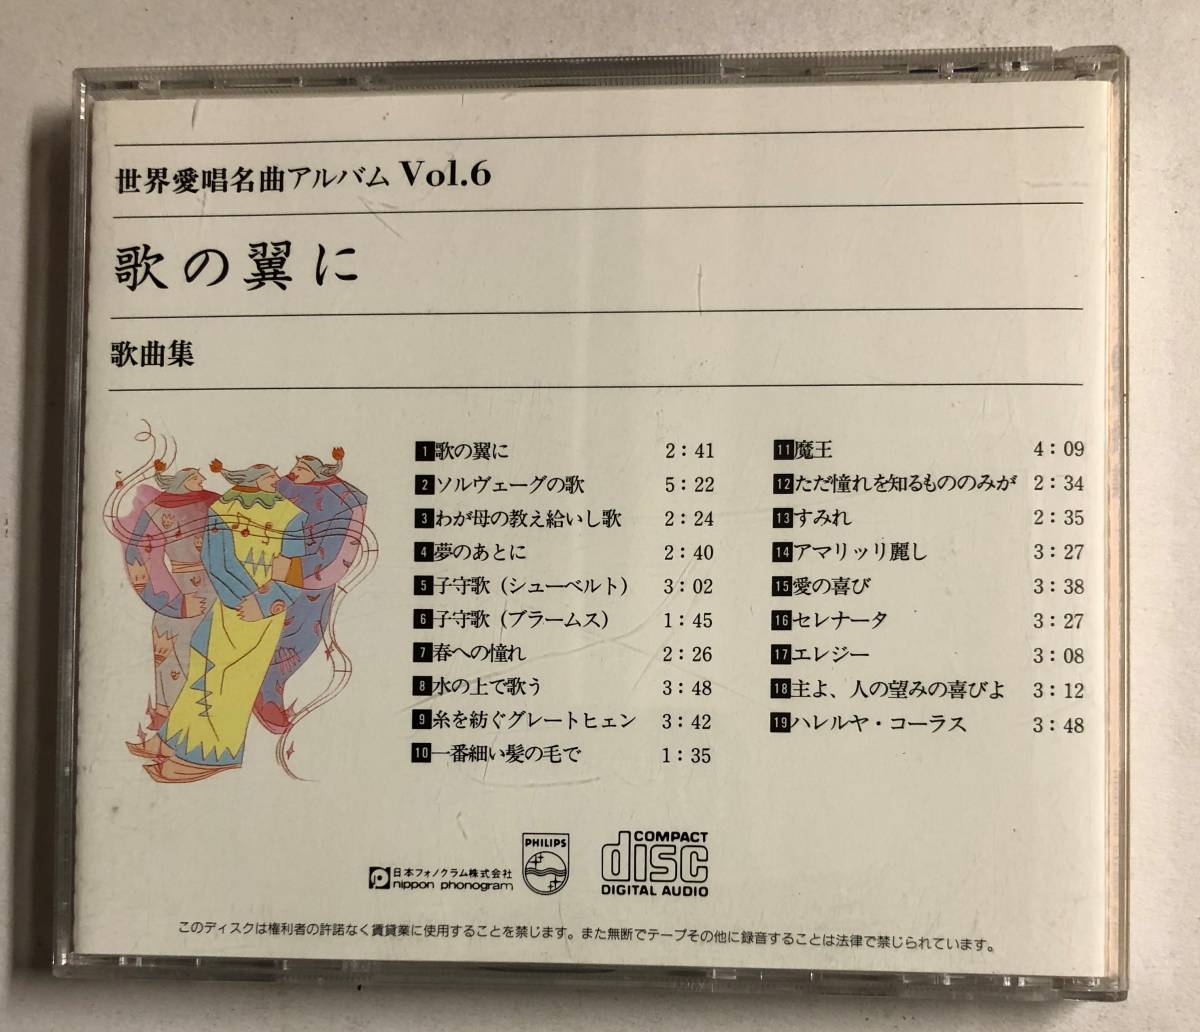 世界愛唱名曲アルバム Vol.6
歌の翼に
歌曲集
1 歌の翼に 2:41
2 ソルヴェーグの歌 5:22
3 わが母の教え給いし歌 2:24
4 夢のあとに 2:40
5 子守歌（シューベルト） 3:02
6 子守歌（ブラームス） 1:45
7 春への憧れ 2:26
8 水の上で歌う 3:48
9 糸を紡ぐグレートヒェン 3:42
10 一番細い髪の毛で 1:35
11 魔王 4:09
12 ただ憧れを知るもののみが 2:34
13 すみれ 2:35
14 アマリッリ麗し 3:27
15 愛の喜び 3:38
16 セレナータ 3:27
17 エレジー 3:08
18 主よ、人の望みの喜びよ 3:12
19 ハレルヤ・コーラス 3:48
日本フォノグラム株式会社
nippon phonogram
PHILIPS
COMPACT
disc
DIGITAL AUDIO
このディスクは権利者の許諾なく賃貸業に使用することを禁じます。また無断でテープその他に録音することは法律で禁じられています。